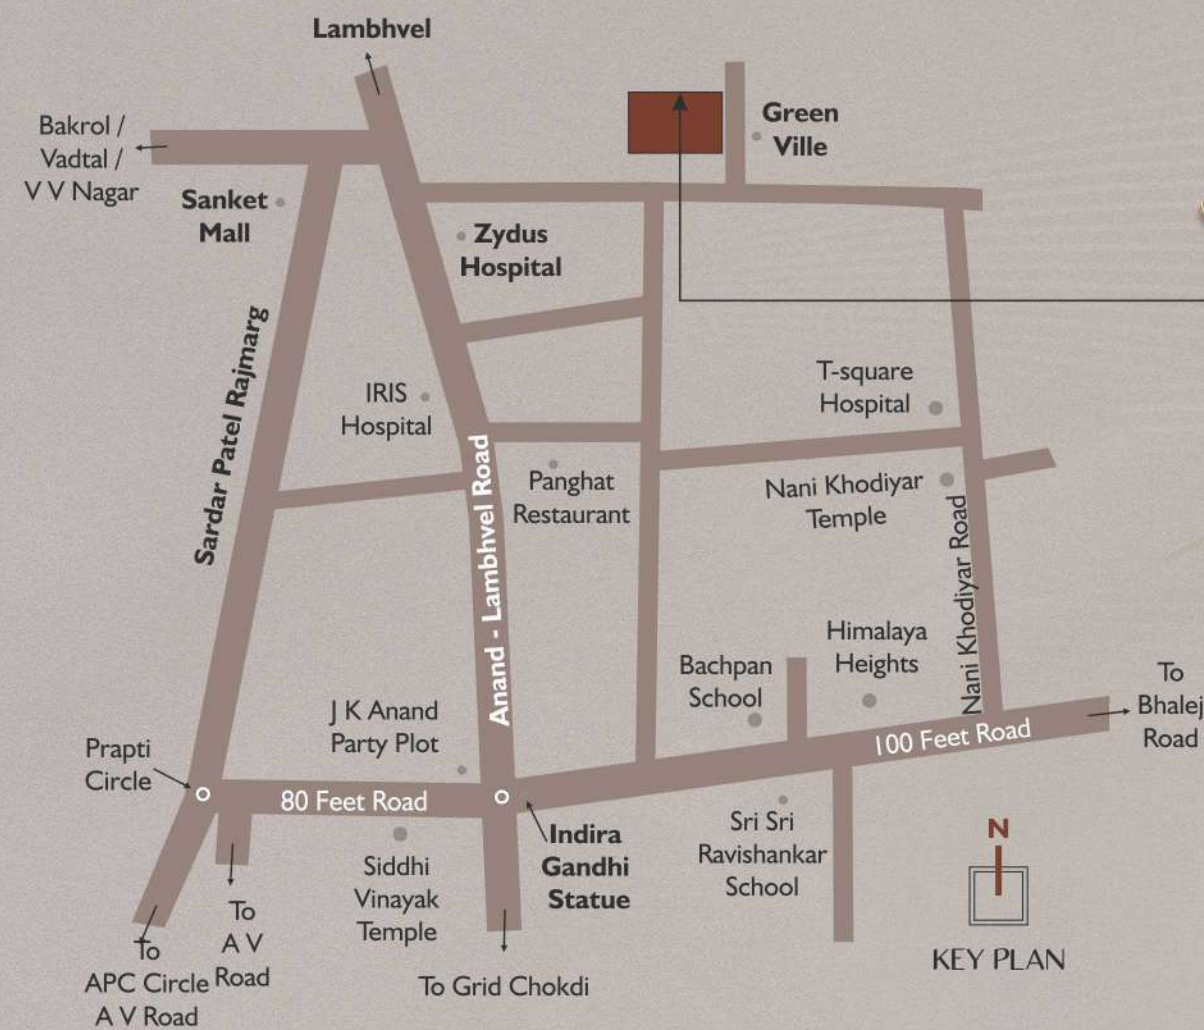 Lambhvel
Bakrol /
Vadtal /
V V Nagar
Green
Ville
Sanket
Mall
Zydus
Hospital
Sardar Patel Rajmarg
IRIS
Hospital
T-square
Hospital
Anand - Lambhvel Road
Panghat
Restaurant
Nani Khodiyar
Temple
Nani Khodiyar Road
Himalaya
Heights
Bachpan
School
To
Bhalej
Road
J K Anand
Party Plot
100 Feet Road
Prapti
Circle
80 Feet Road
Indira
Gandhi
Statue
Sri Sri
Ravishankar
School
Siddhi
Vinayak
Temple
To
A V
Road
To
APC Circle
A V Road
To Grid Chokdi
N
KEY PLAN